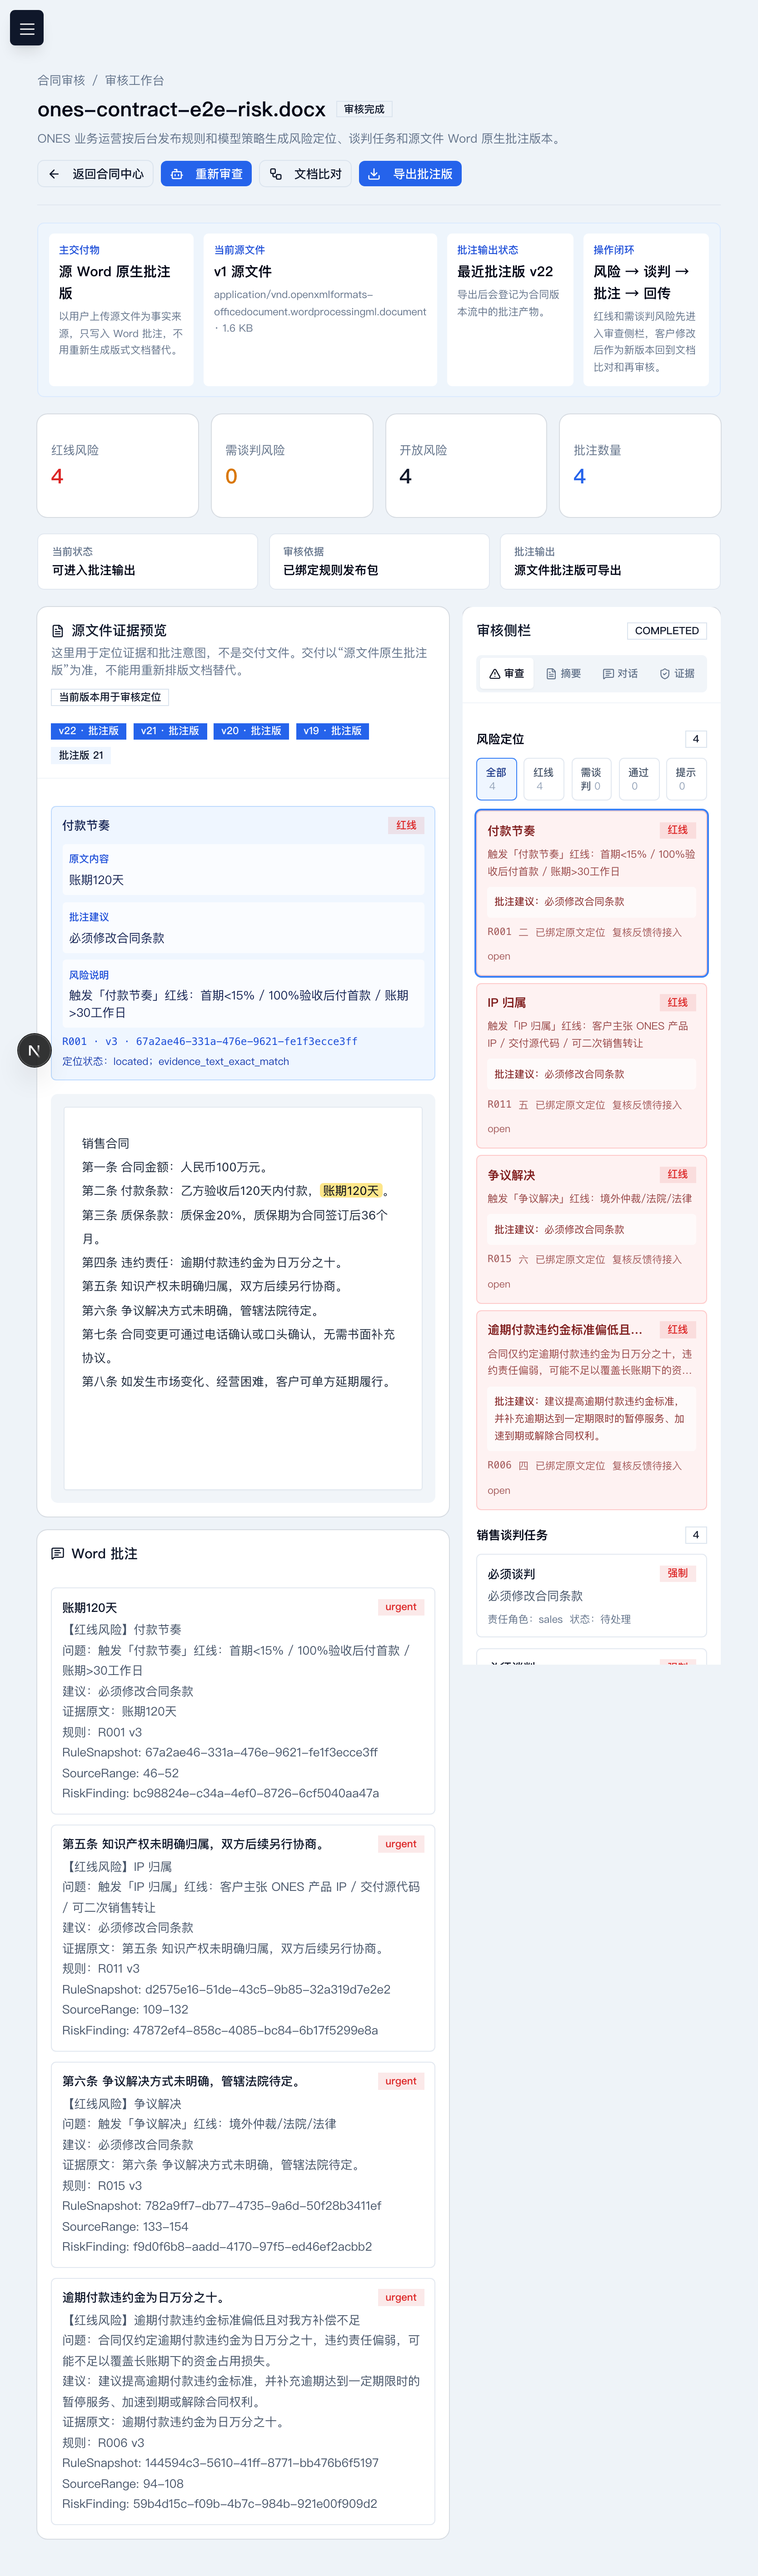 合同审核 / 审核工作台
ones-contract-e2e-risk.docx 审核完成
ONES 业务运营按后台发布规则和模型策略生成风险定位、谈判任务和源文件 Word 原生批注版本。
返回合同中心 重新审查 文档比对 导出批注版
主交付物
源 Word 原生批注
版
以用户上传源文件为事实来
源，只写入 Word 批注，不
用重新生成版式文档替代。
当前源文件
v1 源文件
application/vnd.openxmlformats-
officedocument.wordprocessingml.document
· 1.6 KB
批注输出状态
最近批注版 v22
导出后会登记为合同版
本流中的批注产物。
操作闭环
风险 → 谈判 →
批注 → 回传
红线和需谈判风险先进
入审查侧栏，客户修改
后作为新版本回到文档
比对和再审核。
红线风险
4
需谈判风险
0
开放风险
4
批注数量
4
当前状态
可进入批注输出
审核依据
已绑定规则发布包
批注输出
源文件批注版可导出
源文件证据预览
这里用于定位证据和批注意图，不是交付文件。交付以“源文件原生批注
版”为准，不能用重新排版文档替代。
当前版本用于审核定位
v22 · 批注版 v21 · 批注版 v20 · 批注版 v19 · 批注版
批注版 21
付款节奏 红线
原文内容
账期120天
批注建议
必须修改合同条款
风险说明
触发「付款节奏」红线：首期<15% / 100%验收后付首款 / 账期
>30工作日
R001 · v3 · 67a2ae46-331a-476e-9621-fe1f3ecce3ff
定位状态：located；evidence_text_exact_match
销售合同
第一条 合同金额：人民币100万元。
第二条 付款条款：乙方验收后120天内付款，账期120天。
第三条 质保条款：质保金20%，质保期为合同签订后36个
月。
第四条 违约责任：逾期付款违约金为日万分之十。
第五条 知识产权未明确归属，双方后续另行协商。
第六条 争议解决方式未明确，管辖法院待定。
第七条 合同变更可通过电话确认或口头确认，无需书面补充
协议。
第八条 如发生市场变化、经营困难，客户可单方延期履行。
Word 批注
账期120天 urgent
【红线风险】付款节奏
问题：触发「付款节奏」红线：首期<15% / 100%验收后付首款 /
账期>30工作日
建议：必须修改合同条款
证据原文：账期120天
规则：R001 v3
RuleSnapshot: 67a2ae46-331a-476e-9621-fe1f3ecce3ff
SourceRange: 46-52
RiskFinding: bc98824e-c34a-4ef0-8726-6cf5040aa47a
第五条 知识产权未明确归属，双方后续另行协商。 urgent
【红线风险】IP 归属
问题：触发「IP 归属」红线：客户主张 ONES 产品 IP / 交付源代码
/ 可二次销售转让
建议：必须修改合同条款
证据原文：第五条 知识产权未明确归属，双方后续另行协商。
规则：R011 v3
RuleSnapshot: d2575e16-51de-43c5-9b85-32a319d7e2e2
SourceRange: 109-132
RiskFinding: 47872ef4-858c-4085-bc84-6b17f5299e8a
第六条 争议解决方式未明确，管辖法院待定。 urgent
【红线风险】争议解决
问题：触发「争议解决」红线：境外仲裁/法院/法律
建议：必须修改合同条款
证据原文：第六条 争议解决方式未明确，管辖法院待定。
规则：R015 v3
RuleSnapshot: 782a9ff7-db77-4735-9a6d-50f28b3411ef
SourceRange: 133-154
RiskFinding: f9d0f6b8-aadd-4170-97f5-ed46ef2acbb2
逾期付款违约金为日万分之十。 urgent
【红线风险】逾期付款违约金标准偏低且对我方补偿不足
问题：合同仅约定逾期付款违约金为日万分之十，违约责任偏弱，可
能不足以覆盖长账期下的资金占用损失。
建议：建议提高逾期付款违约金标准，并补充逾期达到一定期限时的
暂停服务、加速到期或解除合同权利。
证据原文：逾期付款违约金为日万分之十。
规则：R006 v3
RuleSnapshot: 144594c3-5610-41ff-8771-bb476b6f5197
SourceRange: 94-108
RiskFinding: 59b4d15c-f09b-4b7c-984b-921e00f909d2
审核侧栏 COMPLETED
审查 摘要 对话 证据
风险定位 4
全部 4
红线 4
需谈
判 0
通过 0
提示 0
付款节奏 红线
触发「付款节奏」红线：首期<15% / 100%验
收后付首款 / 账期>30工作日
批注建议：必须修改合同条款
R001 二 已绑定原文定位 复核反馈待接入
open
IP 归属 红线
触发「IP 归属」红线：客户主张 ONES 产品
IP / 交付源代码 / 可二次销售转让
批注建议：必须修改合同条款
R011 五 已绑定原文定位 复核反馈待接入
open
争议解决 红线
触发「争议解决」红线：境外仲裁/法院/法律
批注建议：必须修改合同条款
R015 六 已绑定原文定位 复核反馈待接入
open
逾期付款违约金标准偏低且... 红线
合同仅约定逾期付款违约金为日万分之十，违
约责任偏弱，可能不足以覆盖长账期下的资...
批注建议：建议提高逾期付款违约金标准，
并补充逾期达到一定期限时的暂停服务、加
速到期或解除合同权利。
R006 四 已绑定原文定位 复核反馈待接入
open
销售谈判任务 4
必须谈判 强制
必须修改合同条款
责任角色：sales 状态：待处理
N